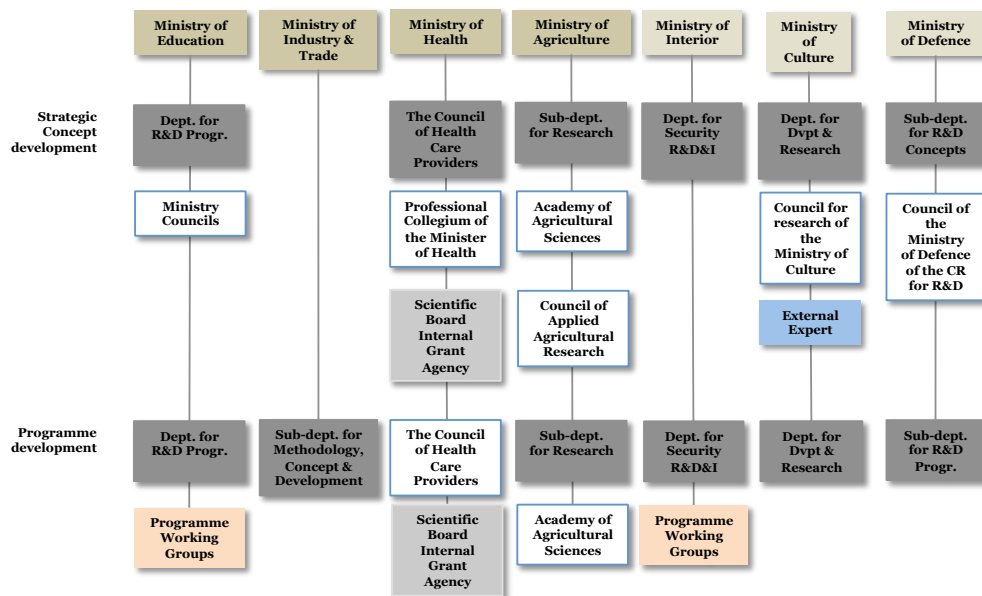 Ministry of
Education
Ministry of
Industry &
Trade
Ministry of
Health
Ministry of
Agriculture
Ministry of
Interior
Ministry
of
Culture
Ministry
of Defence
Strategic
Concept
development
Dept. for
R&D Progr.
The Council
of Health
Care
Providers
Sub-dept.
for Research
Dept. for
Security
R&D&I
Dept. for
Dvpt &
Research
Sub-dept.
for R&D
Concepts
Ministry
Councils
Professional
Collegium of
the Minister
of Health
Academy of
Agricultural
Sciences
Council for
research of
the
Ministry of
Culture
Council of
the
Ministry
of Defence
of the CR
for R&D
Scientific
Board
Internal
Grant
Agency
Council of
Applied
Agricultural
Research
External
Expert
Programme
development
Dept. for
R&D Progr.
Sub-dept. for
Methodology,
Concept &
Development
The Council
of Health
Care
Providers
Sub-dept.
for Research
Dept. for
Security
R&D&I
Dept. for
Dvpt &
Research
Sub-dept.
for R&D
Progr.
Programme
Working
Groups
Scientific
Board
Internal
Grant
Agency
Academy of
Agricultural
Sciences
Programme
Working
Groups